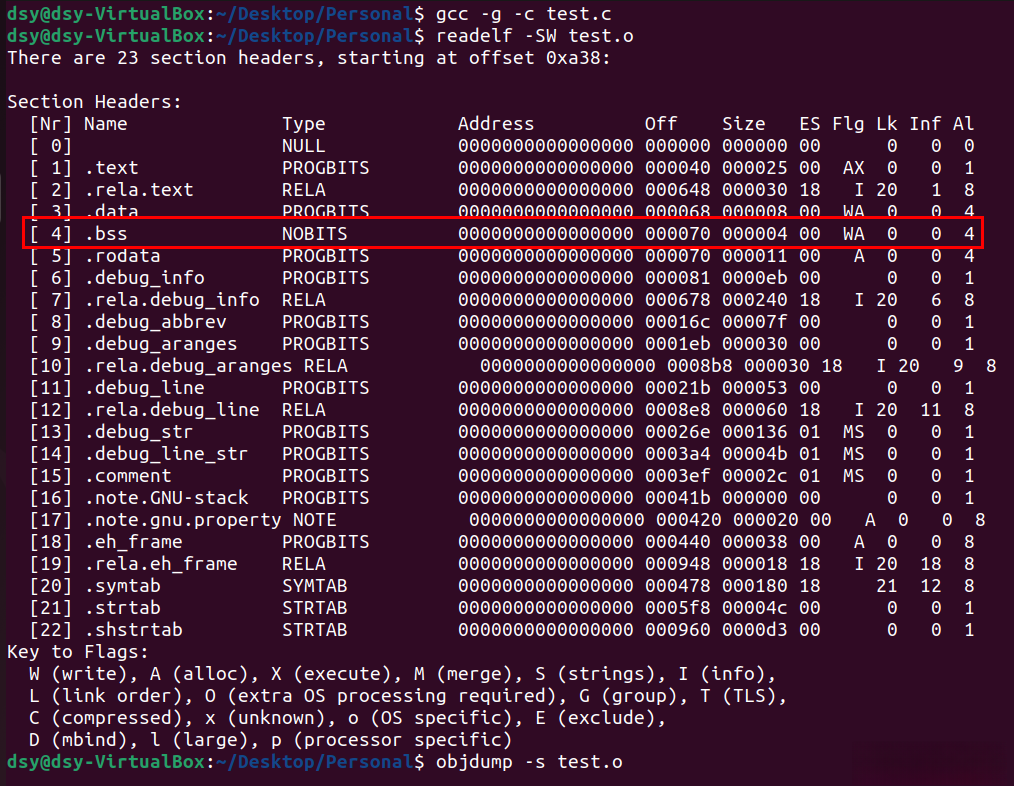 dsy@dsy-VirtualBox:~/Desktop/Personal$ gcc -g -c test.c
dsy@dsy-VirtualBox:~/Desktop/Personal$ readelf -SW test.o
There are 23 section headers, starting at offset 0xa38:
Section Headers:
[Nr] Name Type Address Off Size ES Flg Lk Inf Al
[ 0] NULL 0000000000000000 000000 000000 00 0 0 0
[ 1] .text PROGBITS 0000000000000000 000040 000025 00 AX 0 0 1
[ 2] .rela.text RELA 0000000000000000 000648 000030 18 I 20 1 8
[ 3] .data PROGBITS 0000000000000000 000068 000008 00 WA 0 0 4
[ 4] .bss NOBITS 0000000000000000 000070 000004 00 WA 0 0 4
[ 5] .rodata PROGBITS 0000000000000000 000070 000011 00 A 0 0 4
[ 6] .debug_info PROGBITS 0000000000000000 000081 0000eb 00 0 0 1
[ 7] .rela.debug_info RELA 0000000000000000 000678 000240 18 I 20 6 8
[ 8] .debug_abbrev PROGBITS 0000000000000000 00016c 00007f 00 0 0 1
[ 9] .debug_aranges PROGBITS 0000000000000000 0001eb 000030 00 0 0 1
[10] .rela.debug_aranges RELA 0000000000000000 0008b8 000030 18 I 20 9 8
[11] .debug_line PROGBITS 0000000000000000 00021b 000053 00 0 0 1
[12] .rela.debug_line RELA 0000000000000000 0008e8 000060 18 I 20 11 8
[13] .debug_str PROGBITS 0000000000000000 00026e 000136 01 MS 0 0 1
[14] .debug_line_str PROGBITS 0000000000000000 0003a4 00004b 01 MS 0 0 1
[15] .comment PROGBITS 0000000000000000 0003ef 00002c 01 MS 0 0 1
[16] .note.GNU-stack PROGBITS 0000000000000000 00041b 000000 00 0 0 1
[17] .note.gnu.property NOTE 0000000000000000 000420 000020 00 A 0 0 8
[18] .eh_frame PROGBITS 0000000000000000 000440 000038 00 A 0 0 8
[19] .rela.eh_frame RELA 0000000000000000 000948 000018 18 I 20 18 8
[20] .symtab SYMTAB 0000000000000000 000478 000180 18 21 12 8
[21] .strtab STRTAB 0000000000000000 0005f8 00004c 00 0 0 1
[22] .shstrtab STRTAB 0000000000000000 000960 0000d3 00 0 0 1
Key to Flags:
W (write), A (alloc), X (execute), M (merge), S (strings), I (info),
L (link order), O (extra OS processing required), G (group), T (TLS),
C (compressed), x (unknown), o (OS specific), E (exclude),
D (mbind), l (large), p (processor specific)
dsy@dsy-VirtualBox:~/Desktop/Personal$ objdump -s test.o